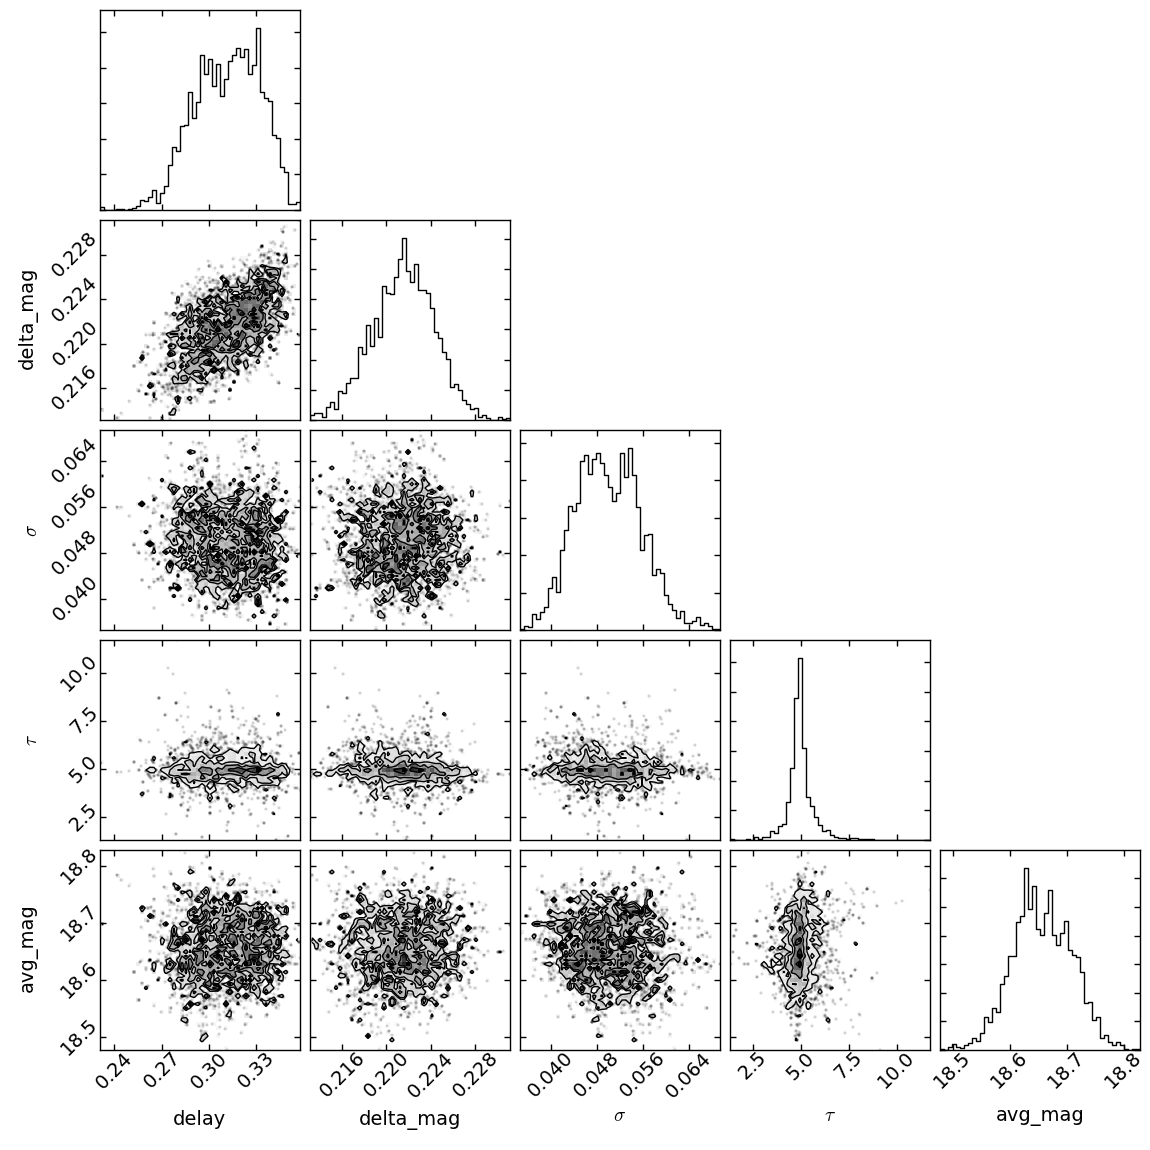 0.228
0.224
0.220
0.216
delta_mag
0.064
0.056
0.048
0.040
σ
10.0
7.5
5.0
2.5
τ
18.8
18.7
18.6
18.5
avg_mag
0.24 0.27 0.30 0.33
0.216 0.220 0.224 0.228
0.040 0.048 0.056 0.064
2.5 5.0 7.5 10.0
18.5 18.6 18.7 18.8
delay delta_mag σ τ avg_mag